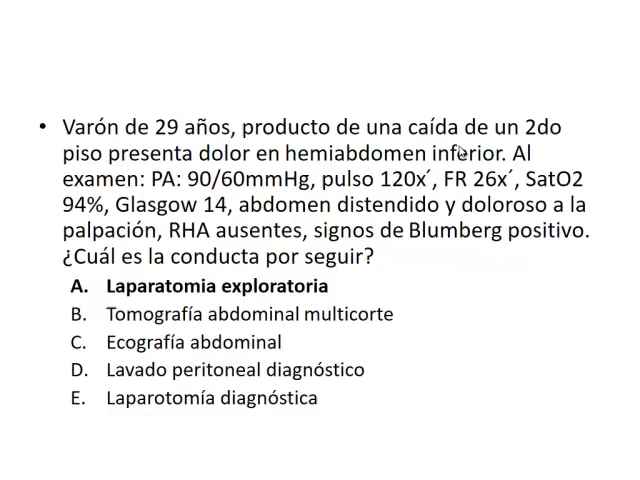 • Varón de 29 años, producto de una caída de un 2do
piso presenta dolor en hemiabdomen inferior. Al
examen: PA: 90/60mmHg, pulso 120x´, FR 26x´, SatO2
94%, Glasgow 14, abdomen distendido y doloroso a la
palpación, RHA ausentes, signos de Blumberg positivo.
¿Cuál es la conducta por seguir?
A. Laparatomia exploratoria
B. Tomografía abdominal multicorte
C. Ecografía abdominal
D. Lavado peritoneal diagnóstico
E. Laparotomía diagnóstica